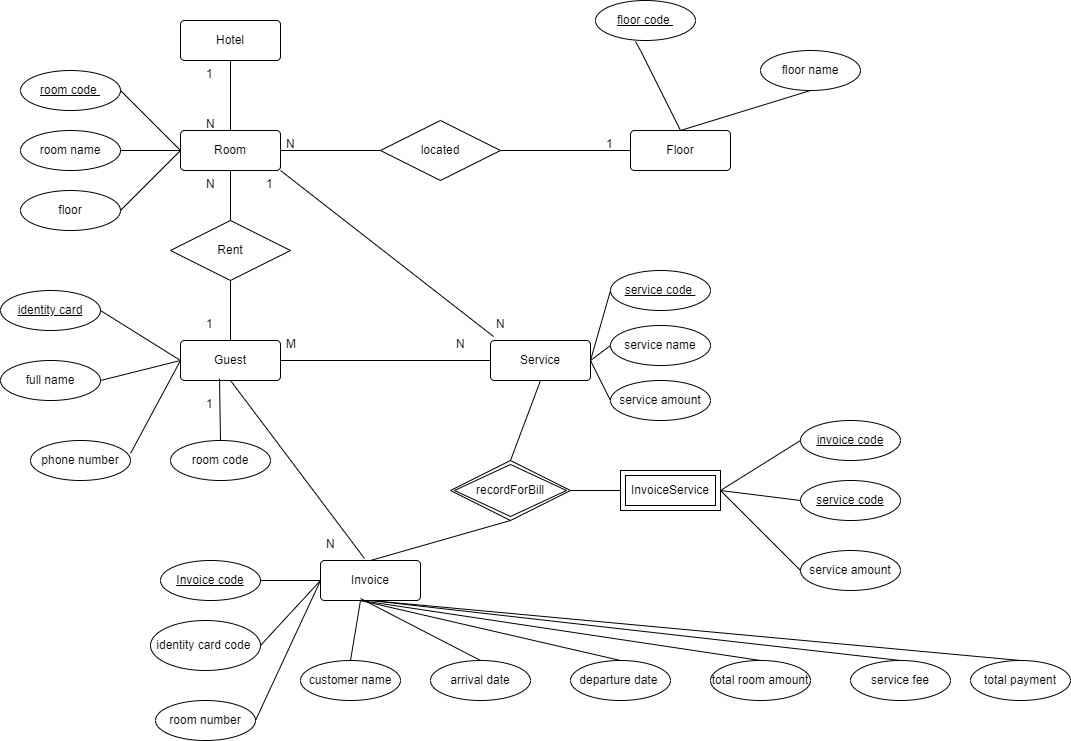 floor code
Hotel
floor name
1
room code
N
room name
Room
N
located
1
Floor
N
1
floor
Rent
service code
identity card
1
N
M
N
service name
Guest
Service
full name
service amount
1
invoice code
phone number
room code
recordForBill
InvoiceService
service code
N
service amount
Invoice code
Invoice
identity card code
customer name
arrival date
departure date
total room amount
service fee
total payment
room number